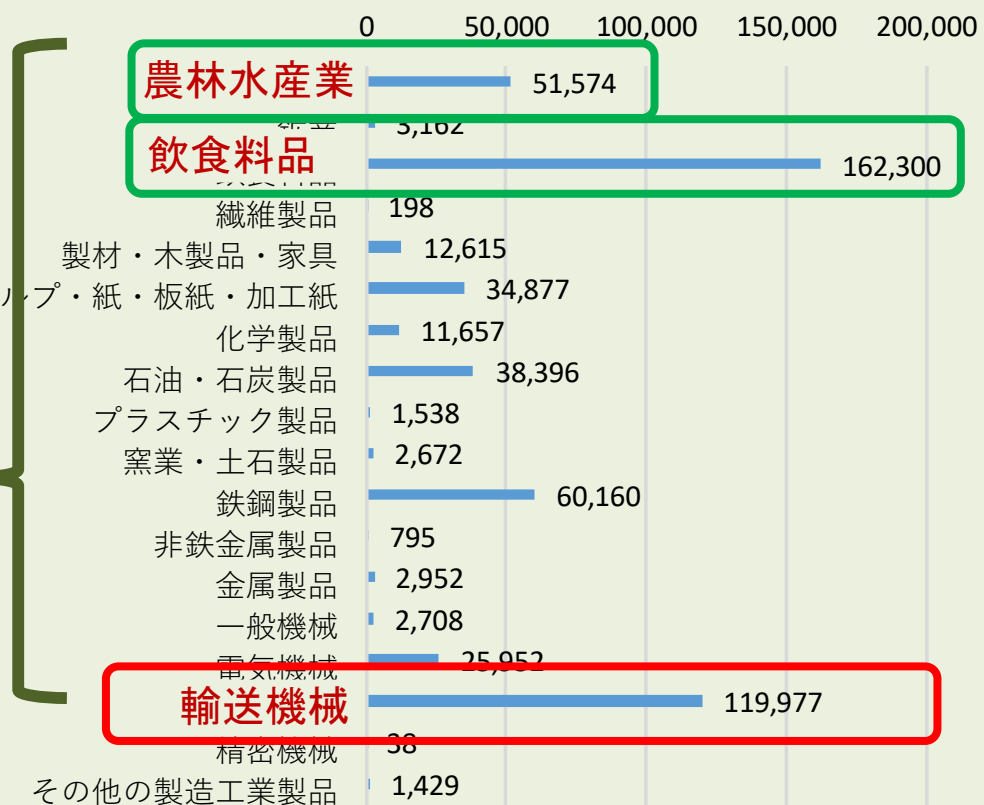 0 50,000 100,000 150,000 200,000
農林水産業 51,574
3,162
飲食料品 162,300
繊維製品 198
製材・木製品・家具 12,615
ルプ・紙・板紙・加工紙 34,877
化学製品 11,657
石油・石炭製品 38,396
プラスチック製品 1,538
窯業・土石製品 2,672
鉄鋼製品 60,160
非鉄金属製品 795
金属製品 2,952
一般機械 2,708
電気機械 25,952
輸送機械 119,977
精密機械 38
その他の製造工業製品 1,429